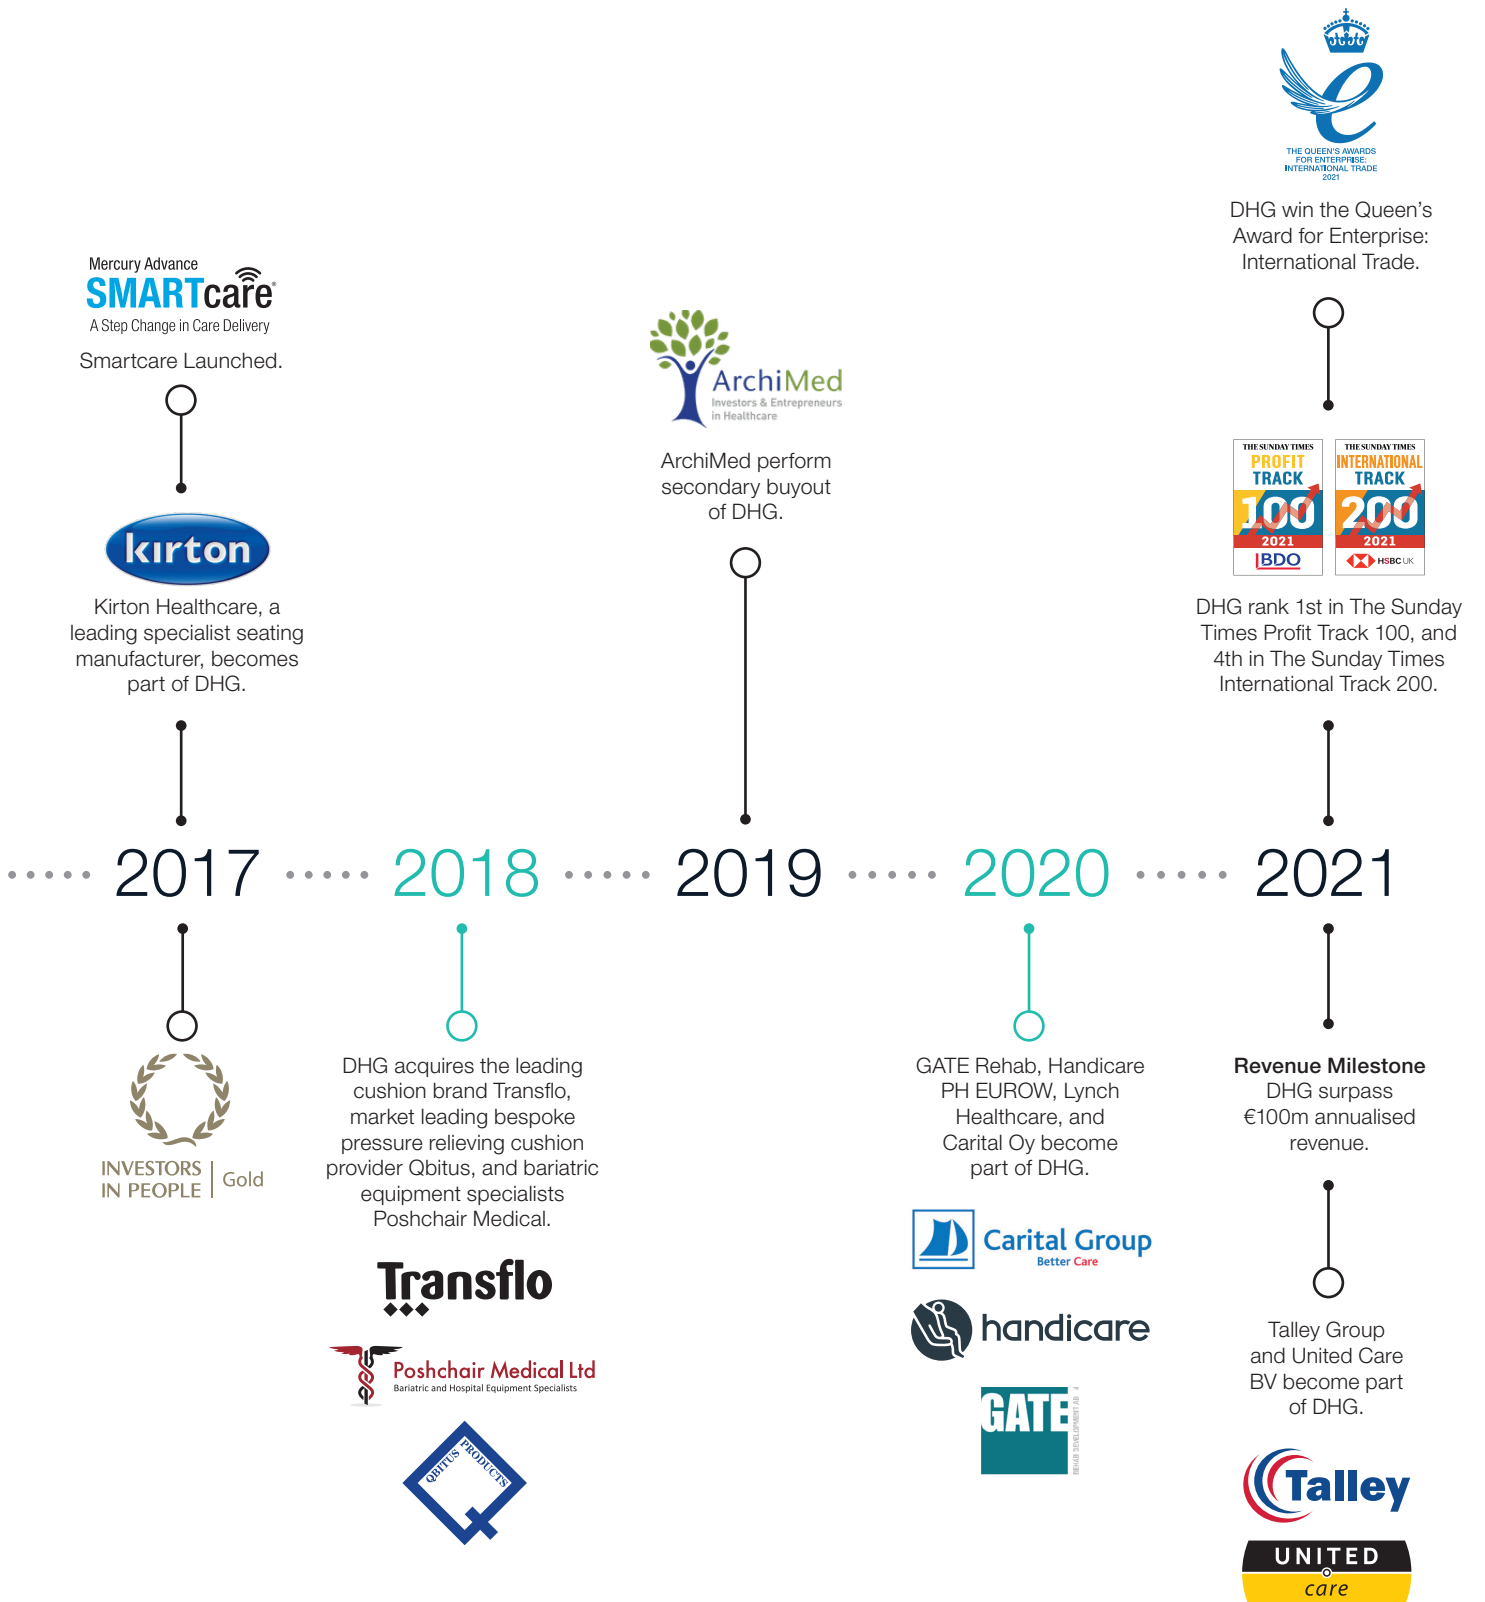 Mercury Advance
SMARTcare®
A Step Change in Care Delivery
Smartcare Launched.
kirton
Kirton Healthcare, a
leading specialist seating
manufacturer, becomes
part of DHG.
ArchiMed
Investors & Entrepreneurs
in Healthcare
ArchiMed perform
secondary buyout
of DHG.
THE QUEEN'S AWARDS
FOR ENTERPRISE:
INTERNATIONAL TRADE
2021
DHG win the Queen's
Award for Enterprise:
International Trade.
THE SUNDAY TIMES
PROFIT
TRACK
100
2021
BDO
THE SUNDAY TIMES
INTERNATIONAL
TRACK
200
2021
HSBC UK
DHG rank 1st in The Sunday
Times Profit Track 100, and
4th in The Sunday Times
International Track 200.
2017
2018
2019
2020
2021
INVESTORS
IN PEOPLE
Gold
DHG acquires the leading
cushion brand Transflo,
market leading bespoke
pressure relieving cushion
provider Qbitus, and bariatric
equipment specialists
Poshchair Medical.
Transflo
Poshchair Medical Ltd
Bariatric and Hospital Equipment Specialists
QBITUS PRODUCTS
GATE Rehab, Handicare
PH EUROW, Lynch
Healthcare, and
Carital Oy become
part of DHG.
Carital Group
Better Care
handicare
GATE
REHAB DEVELOPMENT AB
Revenue Milestone
DHG surpass
€100m annualised
revenue.
Talley Group
and United Care
BV become part
of DHG.
Talley
UNITED
care